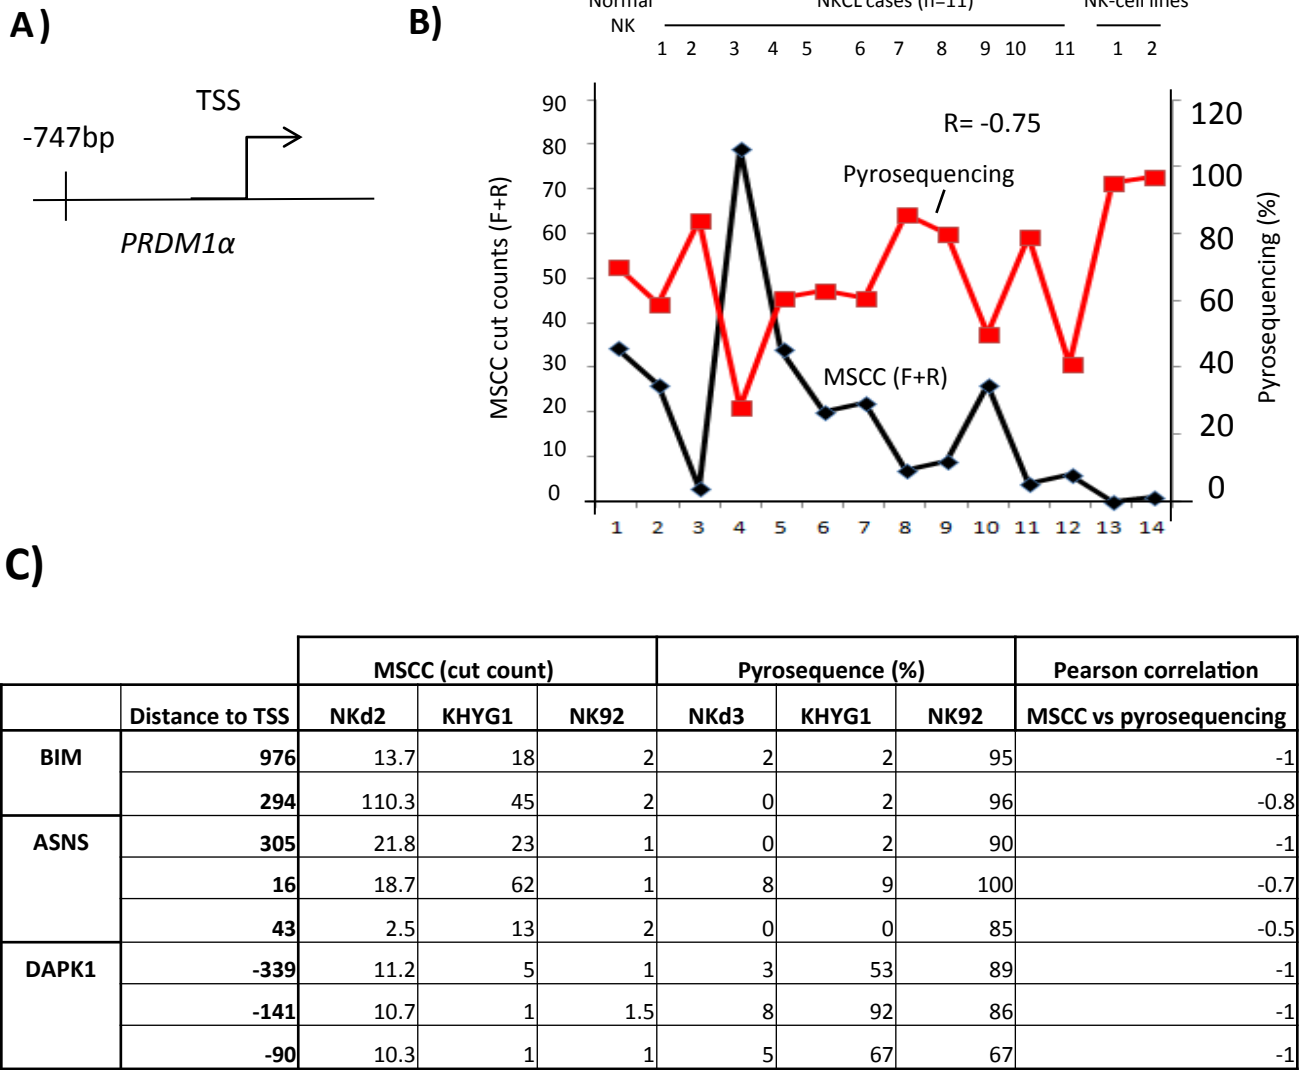 A)
TSS
-747bp
PRDM1α
B)
Normal NKCL cases (n=11) NK-cell lines
NK
1 2 3 4 5 6 7 8 9 10 11 1 2
90
80
70
60
50
40
30
20
10
0
MSCC cut counts (F+R)
R= -0.75
Pyrosequencing
MSCC (F+R)
120
100
80
60
40
20
0
Pyrosequencing (%)
1 2 3 4 5 6 7 8 9 10 11 12 13 14
C)
MSCC (cut count) Pyrosequence (%) Pearson correlation
Distance to TSS NKd2 KHYG1 NK92 NKd3 KHYG1 NK92 MSCC vs pyrosequencing
BIM 976 13.7 18 2 2 2 95 -1
294 110.3 45 2 0 2 96 -0.8
ASNS 305 21.8 23 1 0 2 90 -1
16 18.7 62 1 8 9 100 -0.7
43 2.5 13 2 0 0 85 -0.5
DAPK1 -339 11.2 5 1 3 53 89 -1
-141 10.7 1 1.5 8 92 86 -1
-90 10.3 1 1 5 67 67 -1